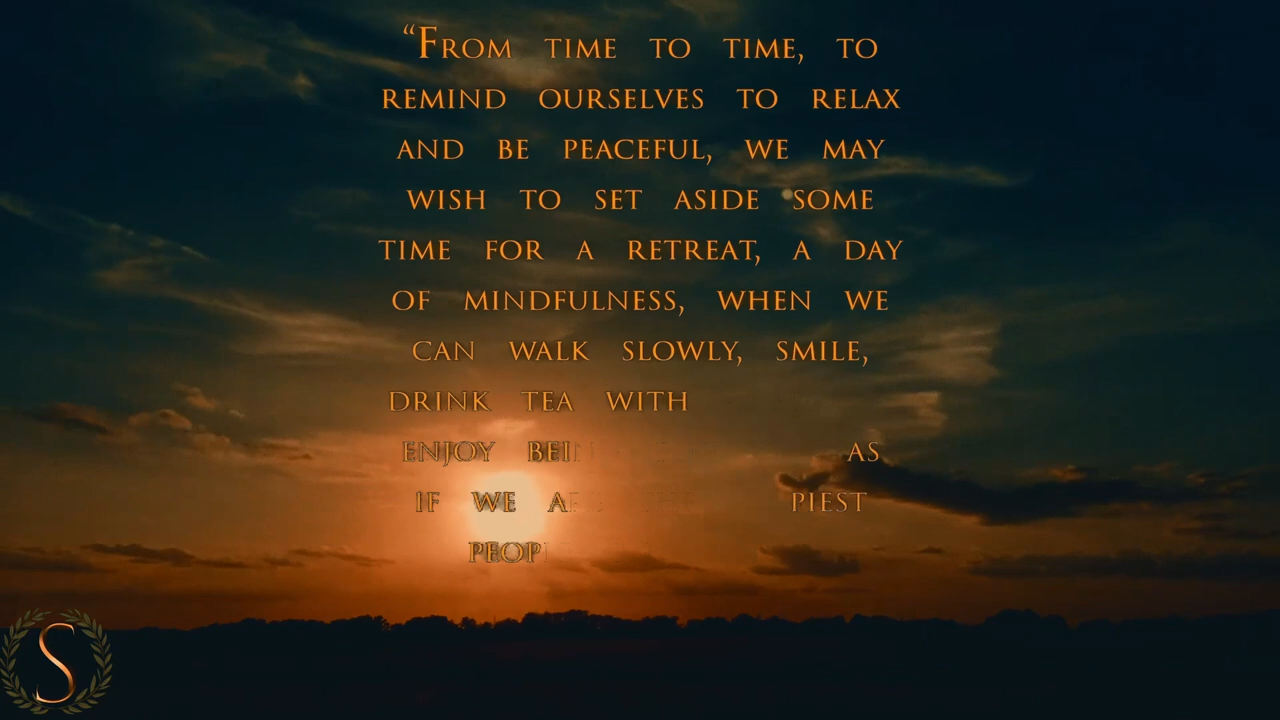 “From time to time, to
remind ourselves to relax
and be peaceful, we may
wish to set aside some
time for a retreat, a day
of mindfulness, when we
can walk slowly, smile,
drink tea with
enjoy as
if we
S